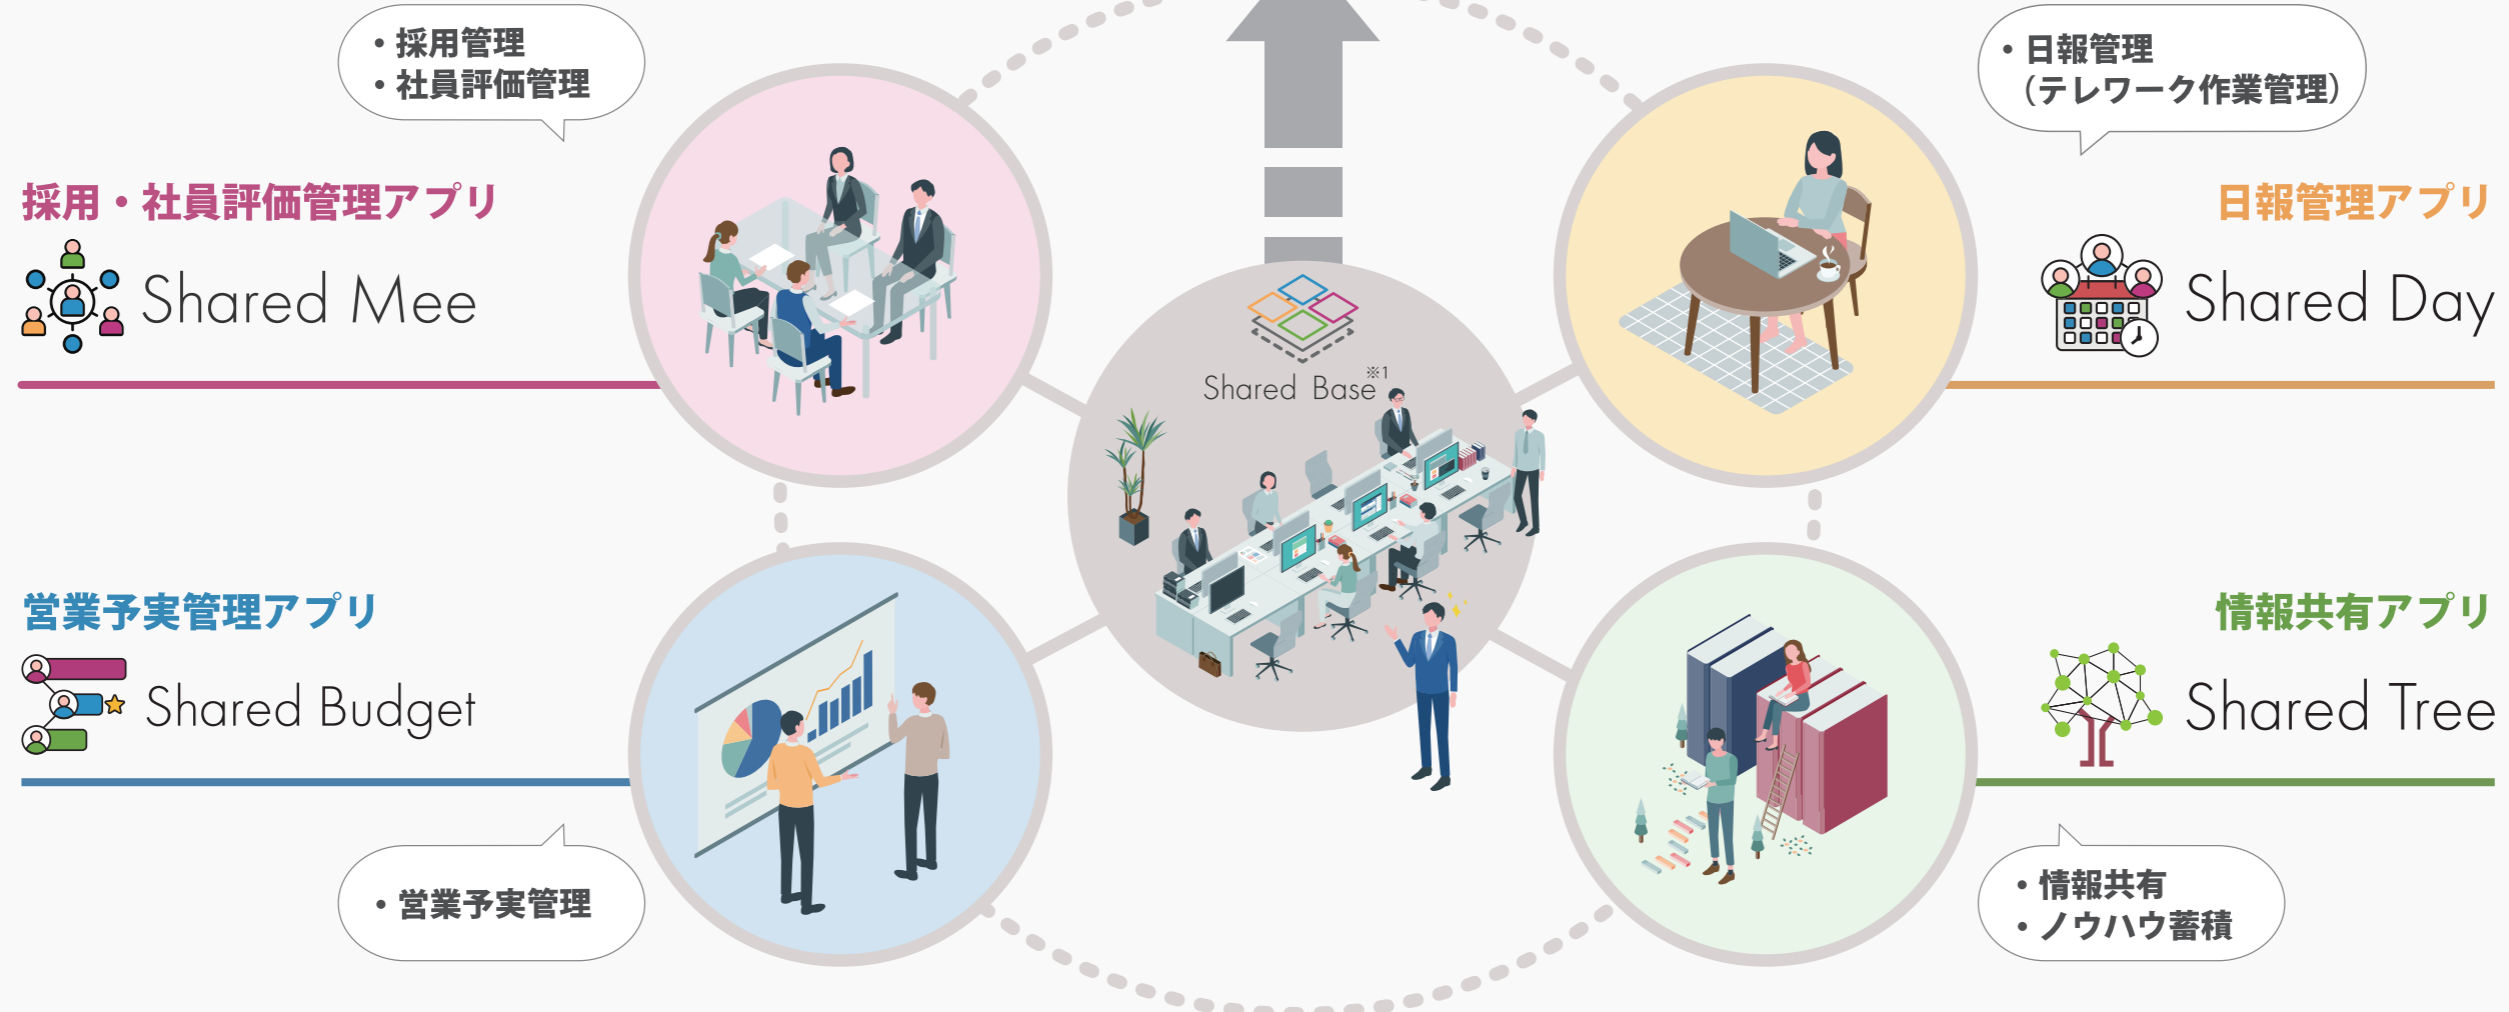 ・採用管理
・社員評価管理
採用・社員評価管理アプリ
Shared Mee
・日報管理
(テレワーク作業管理)
日報管理アプリ
Shared Day
Shared Base※1
営業予実管理アプリ
Shared Budget
・営業予実管理
情報共有アプリ
Shared Tree
・情報共有
・ノウハウ蓄積